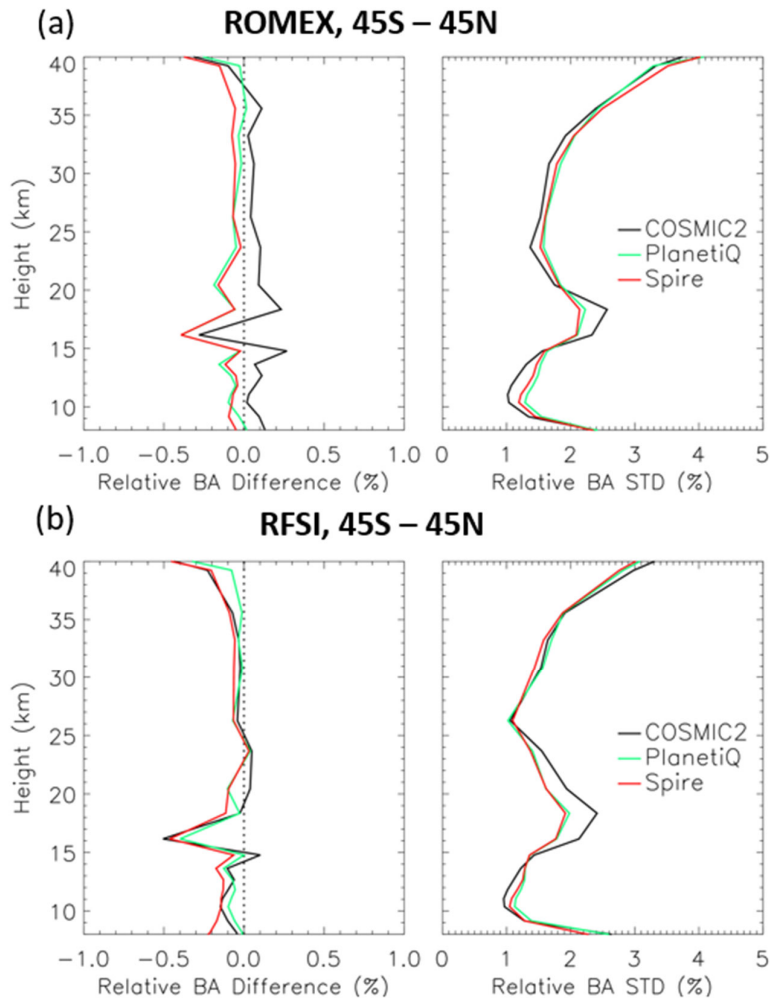 (a) ROMEX, 45S – 45N
40
35
30
25
20
15
10
Height (km)
COSMIC2
PlanetiQ
Spire
−1.0 −0.5 0.0 0.5 1.0
Relative BA Difference (%)
0 1 2 3 4 5
Relative BA STD (%)
(b) RFSI, 45S – 45N
40
35
30
25
20
15
10
Height (km)
COSMIC2
PlanetiQ
Spire
−1.0 −0.5 0.0 0.5 1.0
Relative BA Difference (%)
0 1 2 3 4 5
Relative BA STD (%)